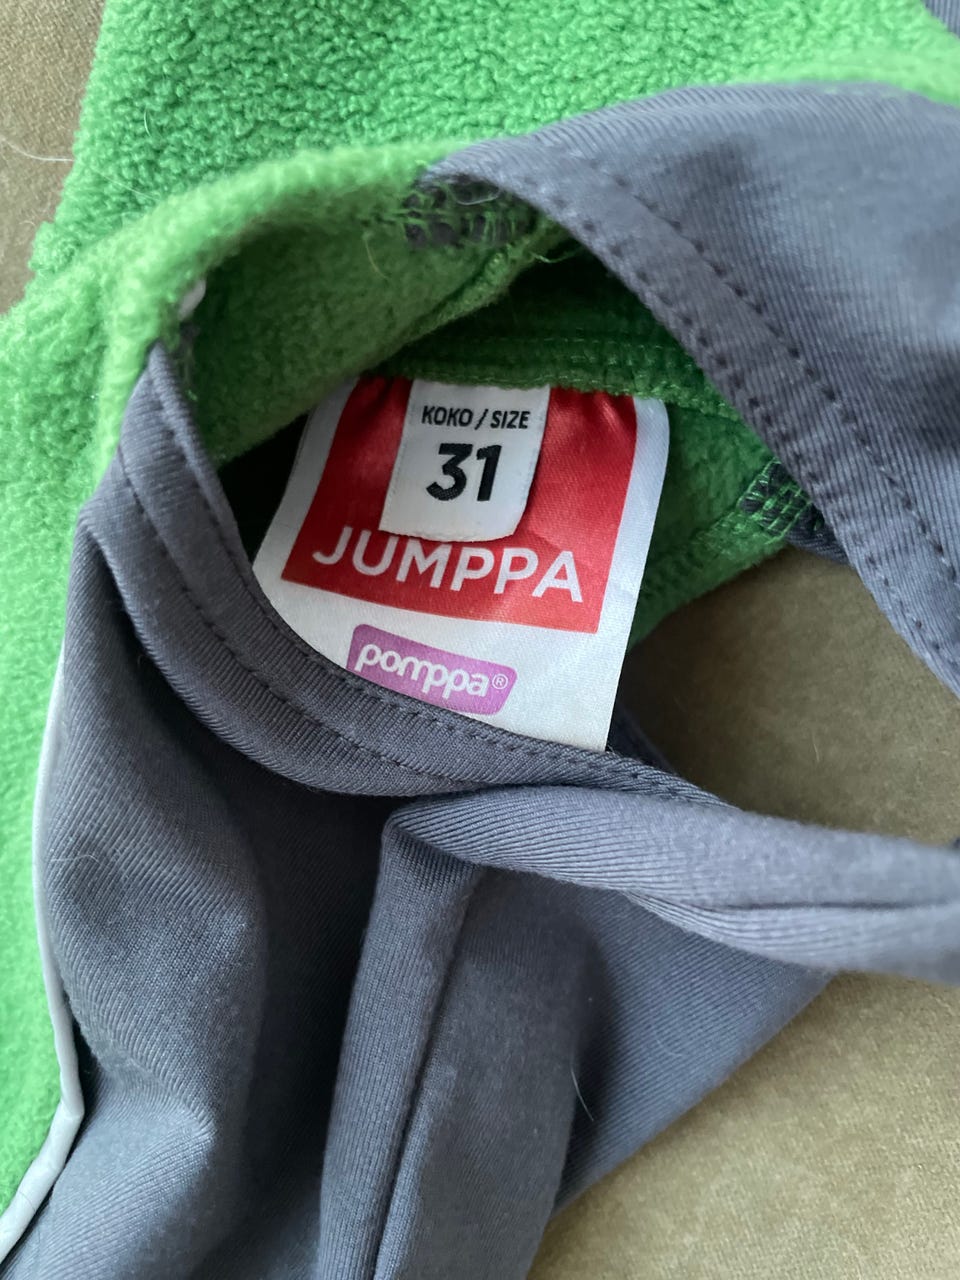 KOKO / SIZE
31
JUMPPA
pomppa®